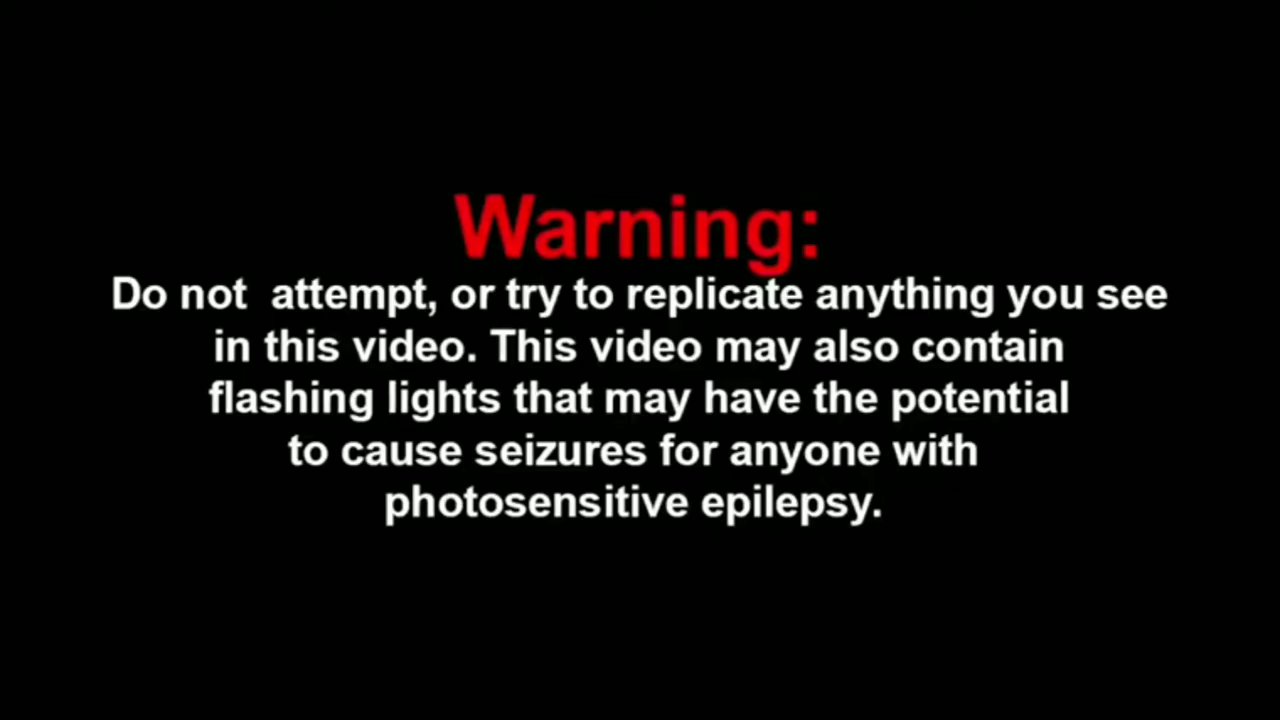 Warning:
Do not  attempt, or try to replicate anything you see
in this video. This video may also contain
flashing lights that may have the potential
to cause seizures for anyone with
photosensitive epilepsy.